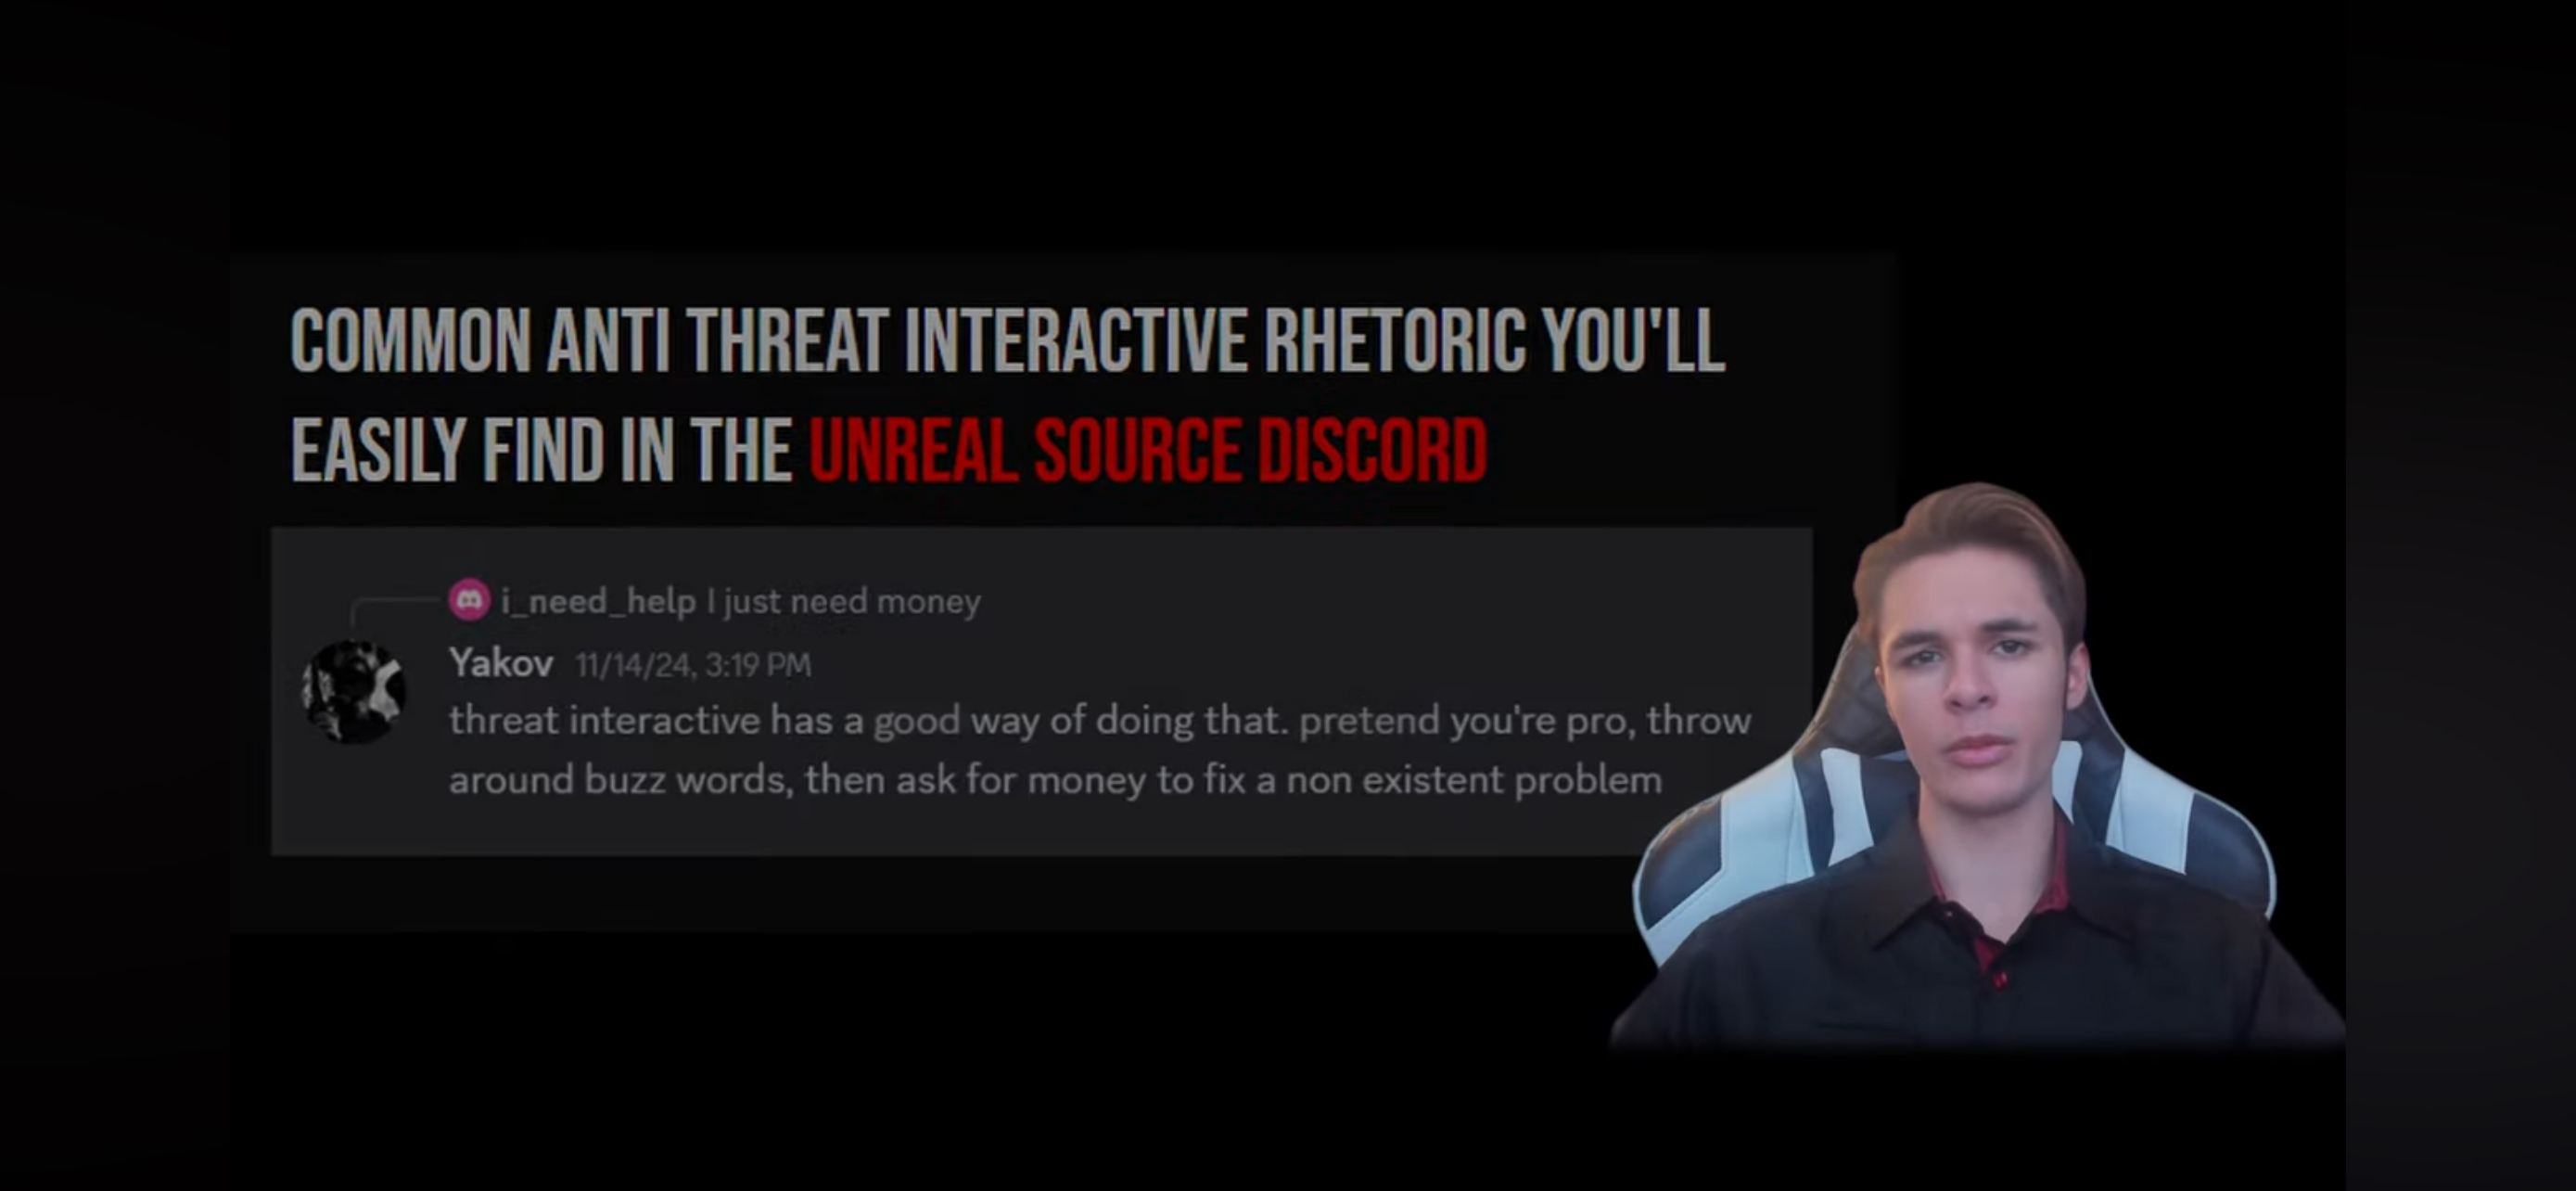 COMMON ANTI THREAT INTERACTIVE RHETORIC YOU'LL
EASILY FIND IN THE UNREAL SOURCE DISCORD
i_need_help I just need money
Yakov 11/14/24, 3:19 PM
threat interactive has a good way of doing that. pretend you're pro, throw
around buzz words, then ask for money to fix a non existent problem